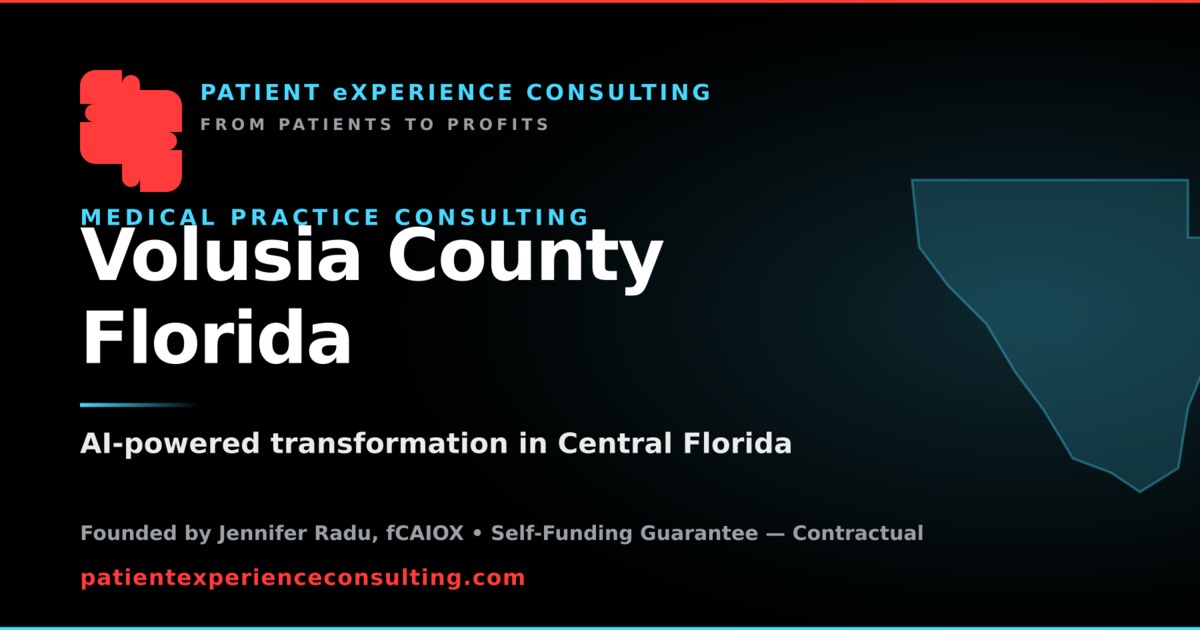 PATIENT eXPERIENCE CONSULTING
FROM PATIENTS TO PROFITS
MEDICAL PRACTICE CONSULTING
Volusia County
Florida
AI-powered transformation in Central Florida
Founded by Jennifer Radu, fCAIOX • Self-Funding Guarantee — Contractual
patientexperienceconsulting.com